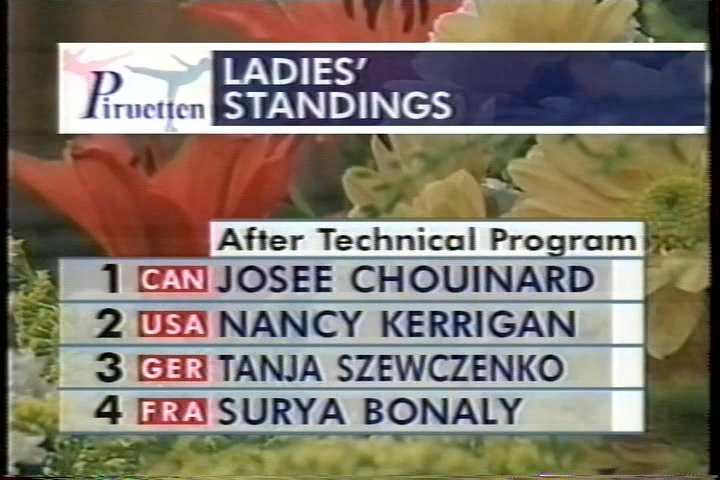 Piruetten
LADIES'
STANDINGS
After Technical Program
1 CAN JOSEE CHOUINARD
2 USA NANCY KERRIGAN
3 GER TANJA SZEWCZENKO
4 FRA SURYA BONALY